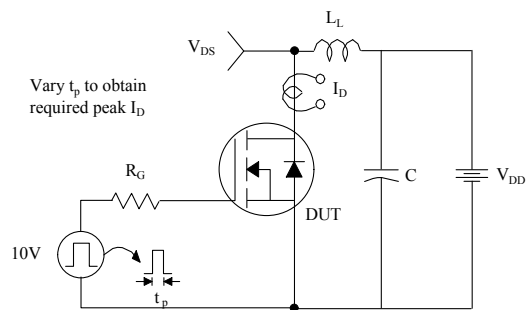 L_L
V_DS
Vary t_p to obtain
required peak I_D
I_D
R_G
C
V_DD
DUT
10V
t_p